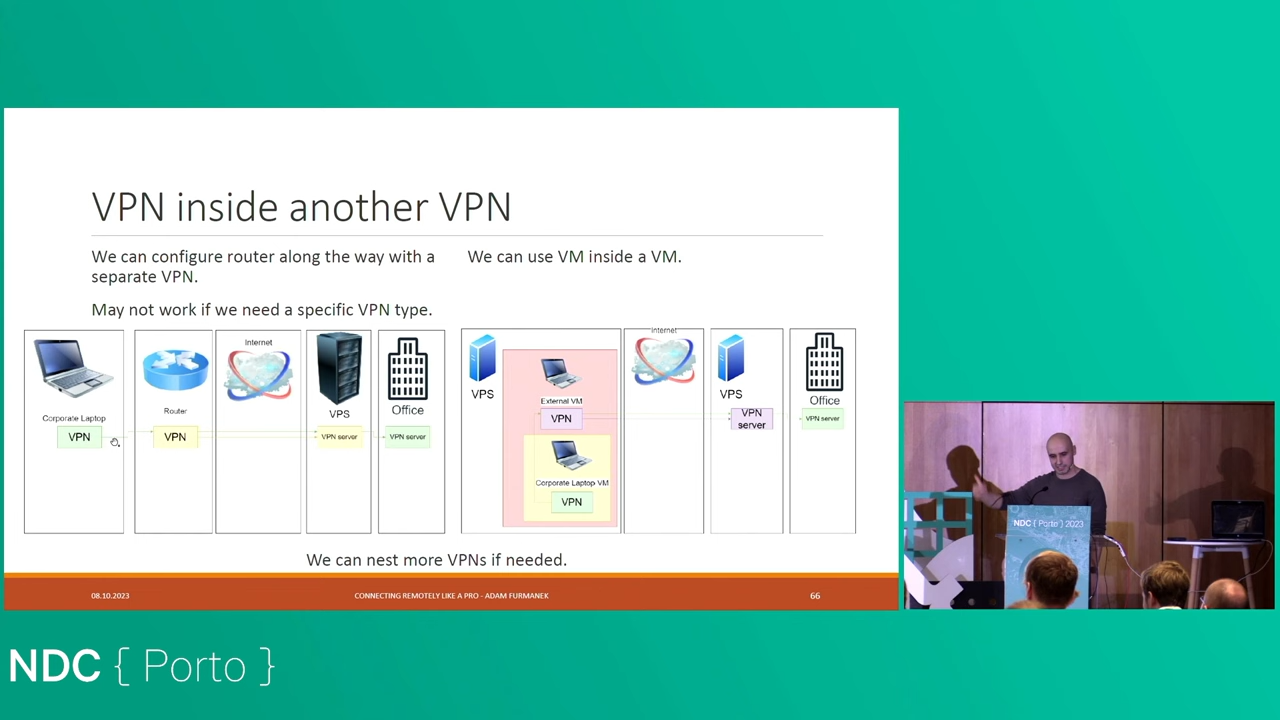 VPN inside another VPN
We can configure router along the way with a
separate VPN.
May not work if we need a specific VPN type.
We can use VM inside a VM.
Corporate Laptop
VPN
Router
VPN
Internet
VPS
VPN server
Office
VPN server
VPS
External VM
VPN
Corporate Laptop VM
VPN
Internet
VPS
VPN
server
Office
VPN server
We can nest more VPNs if needed.
08.10.2023
CONNECTING REMOTELY LIKE A PRO - ADAM FURMANEK
66
NDC { Porto } 2023
NDC { Porto }